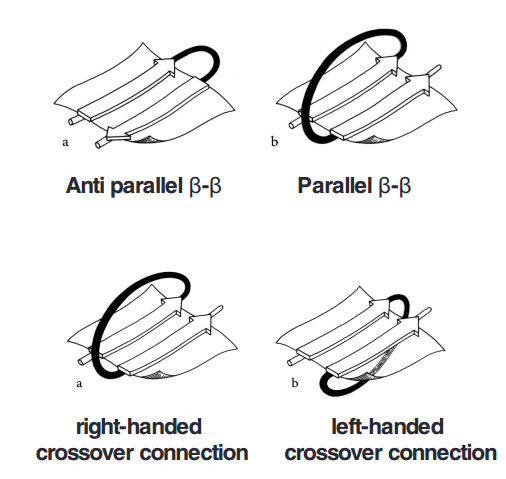 a
b
Anti parallel β-β
Parallel β-β
a
b
right-handed
crossover connection
left-handed
crossover connection